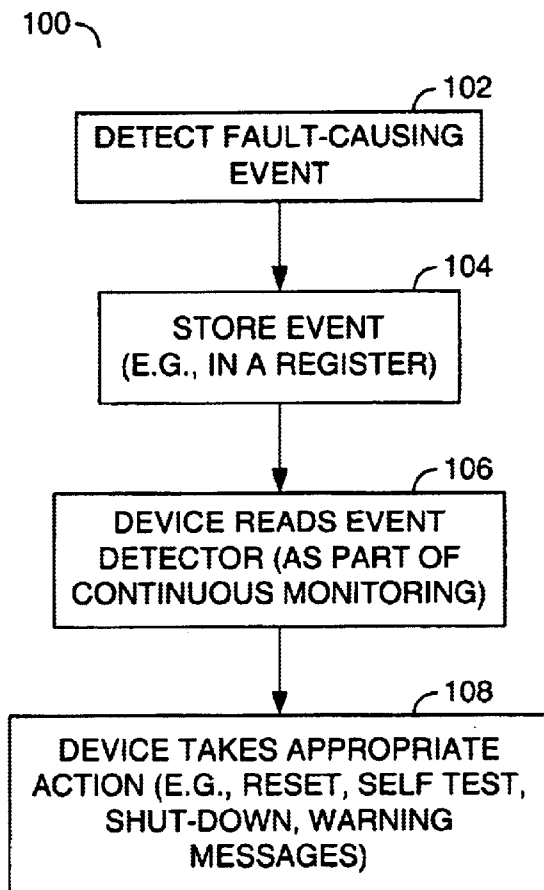 100
102
DETECT FAULT-CAUSING
EVENT
104
STORE EVENT
(E.G., IN A REGISTER)
106
DEVICE READS EVENT
DETECTOR (AS PART OF
CONTINUOUS MONITORING)
108
DEVICE TAKES APPROPRIATE
ACTION (E.G., RESET, SELF TEST,
SHUT-DOWN, WARNING
MESSAGES)